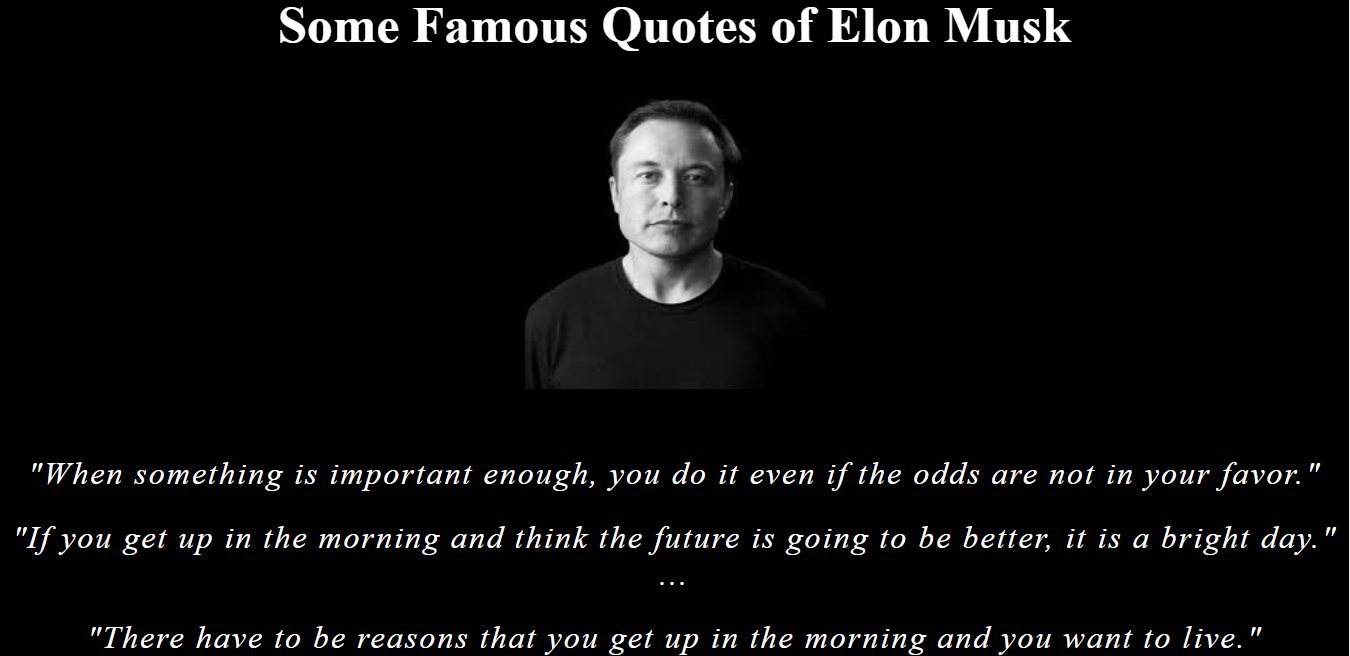 Some Famous Quotes of Elon Musk
"When something is important enough, you do it even if the odds are not in your favor."
"If you get up in the morning and think the future is going to be better, it is a bright day."
...
"There have to be reasons that you get up in the morning and you want to live."